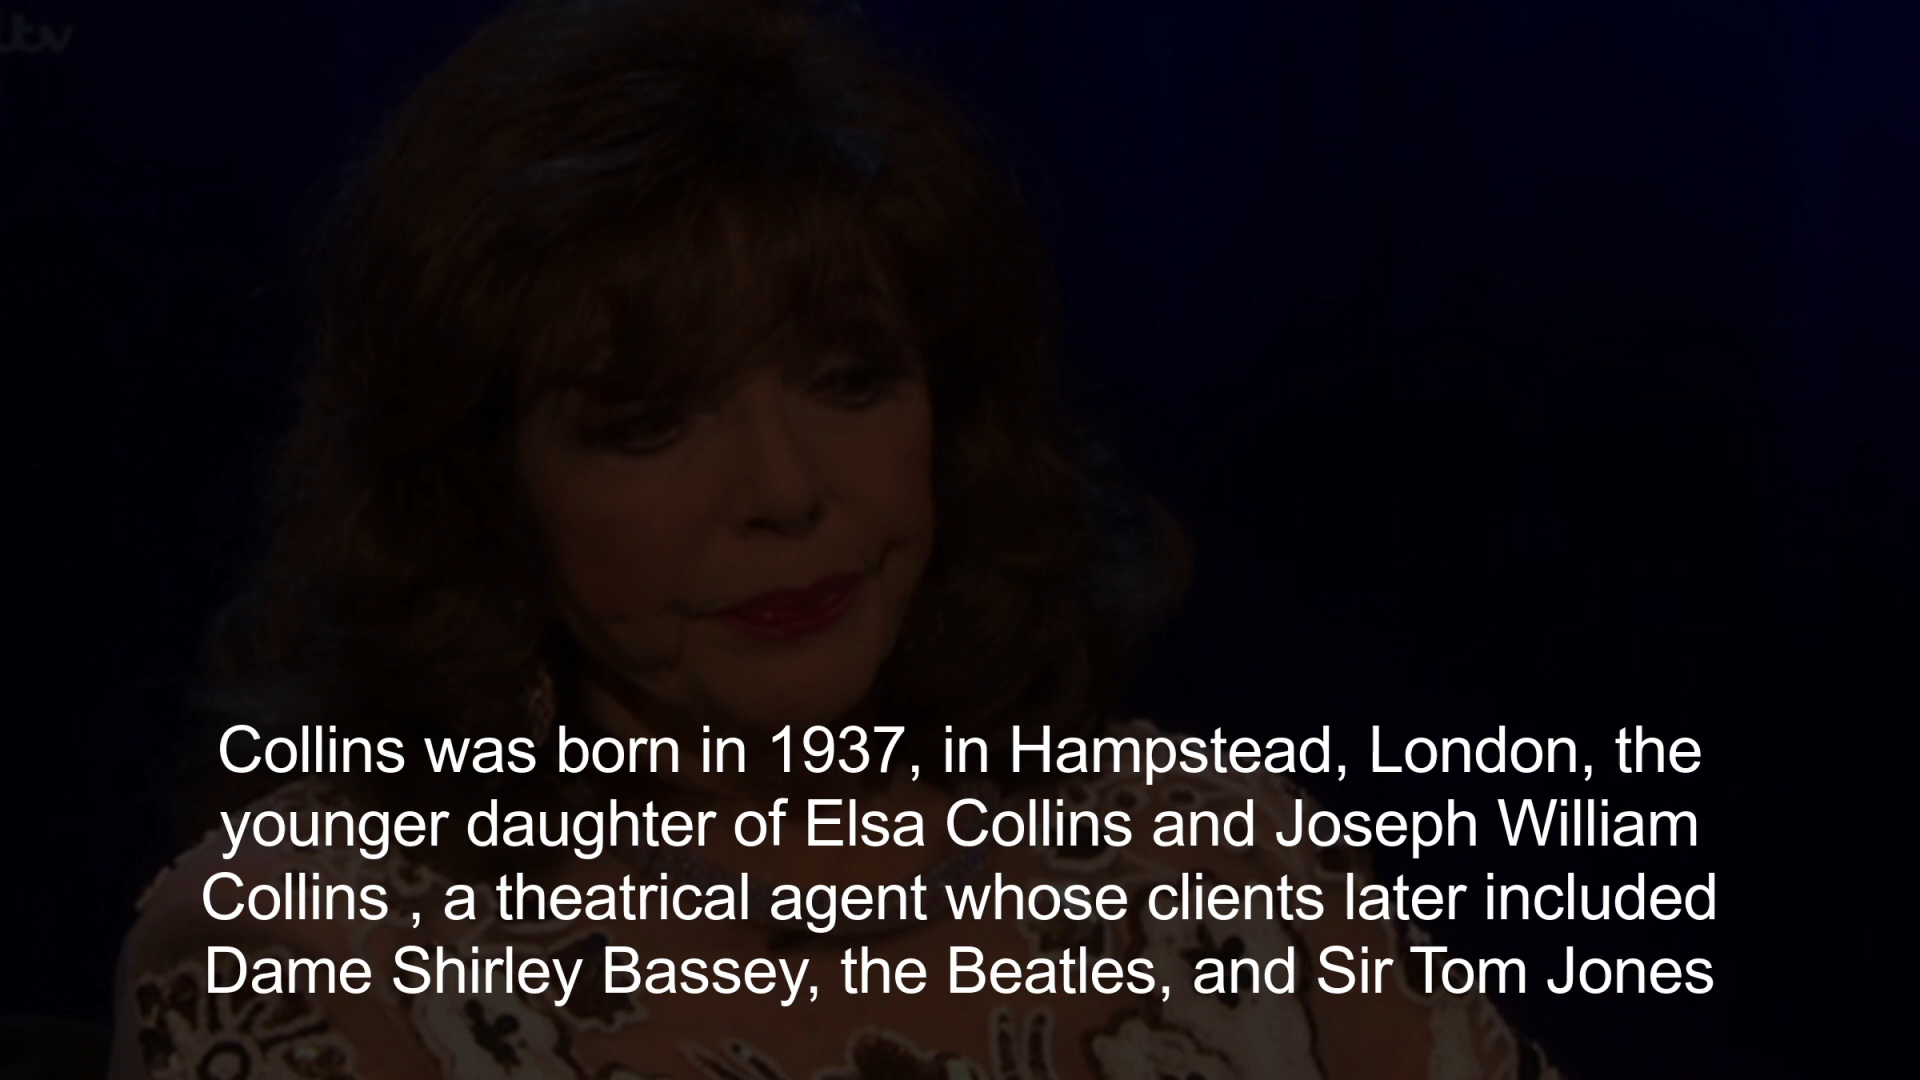 itv
Collins was born in 1937, in Hampstead, London, the
younger daughter of Elsa Collins and Joseph William
Collins , a theatrical agent whose clients later included
Dame Shirley Bassey, the Beatles, and Sir Tom Jones